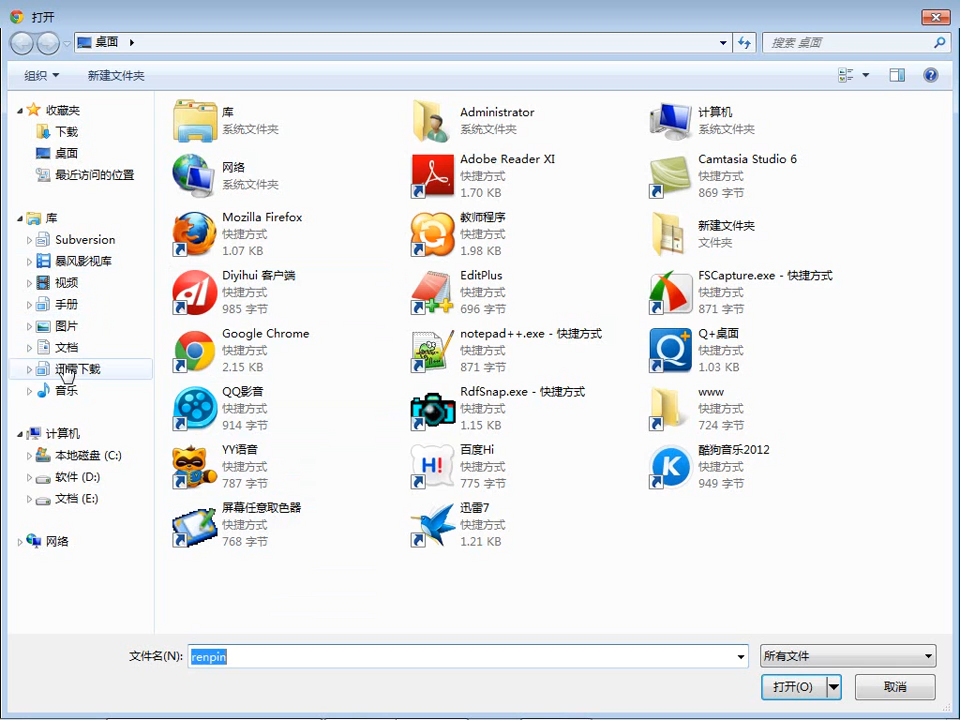 打开
桌面
搜索 桌面
组织
新建文件夹
收藏夹
下载
桌面
最近访问的位置
库
Subversion
暴风影视库
视频
手册
图片
文档
迅雷下载
音乐
计算机
本地磁盘 (C:)
软件 (D:)
文档 (E:)
网络
库
系统文件夹
Administrator
系统文件夹
计算机
系统文件夹
网络
系统文件夹
Adobe Reader XI
快捷方式
1.70 KB
Camtasia Studio 6
快捷方式
869 字节
Mozilla Firefox
快捷方式
1.07 KB
教师程序
快捷方式
1.98 KB
新建文件夹
文件夹
Diyihui 客户端
快捷方式
985 字节
EditPlus
快捷方式
696 字节
FSCapture.exe - 快捷方式
快捷方式
871 字节
Google Chrome
快捷方式
2.15 KB
notepad++.exe - 快捷方式
快捷方式
871 字节
Q+桌面
快捷方式
1.03 KB
QQ影音
快捷方式
914 字节
RdfSnap.exe - 快捷方式
快捷方式
1.15 KB
www
快捷方式
724 字节
YY语音
快捷方式
787 字节
百度Hi
快捷方式
775 字节
酷狗音乐2012
快捷方式
949 字节
屏幕任意取色器
快捷方式
768 字节
迅雷7
快捷方式
1.21 KB
文件名(N):
renpin
所有文件
打开(O)
取消